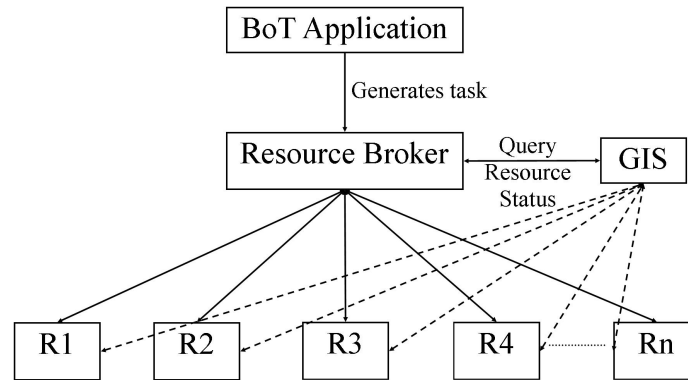 BoT Application
Generates task
Resource Broker
Query
Resource
Status
GIS
R1
R2
R3
R4
Rn